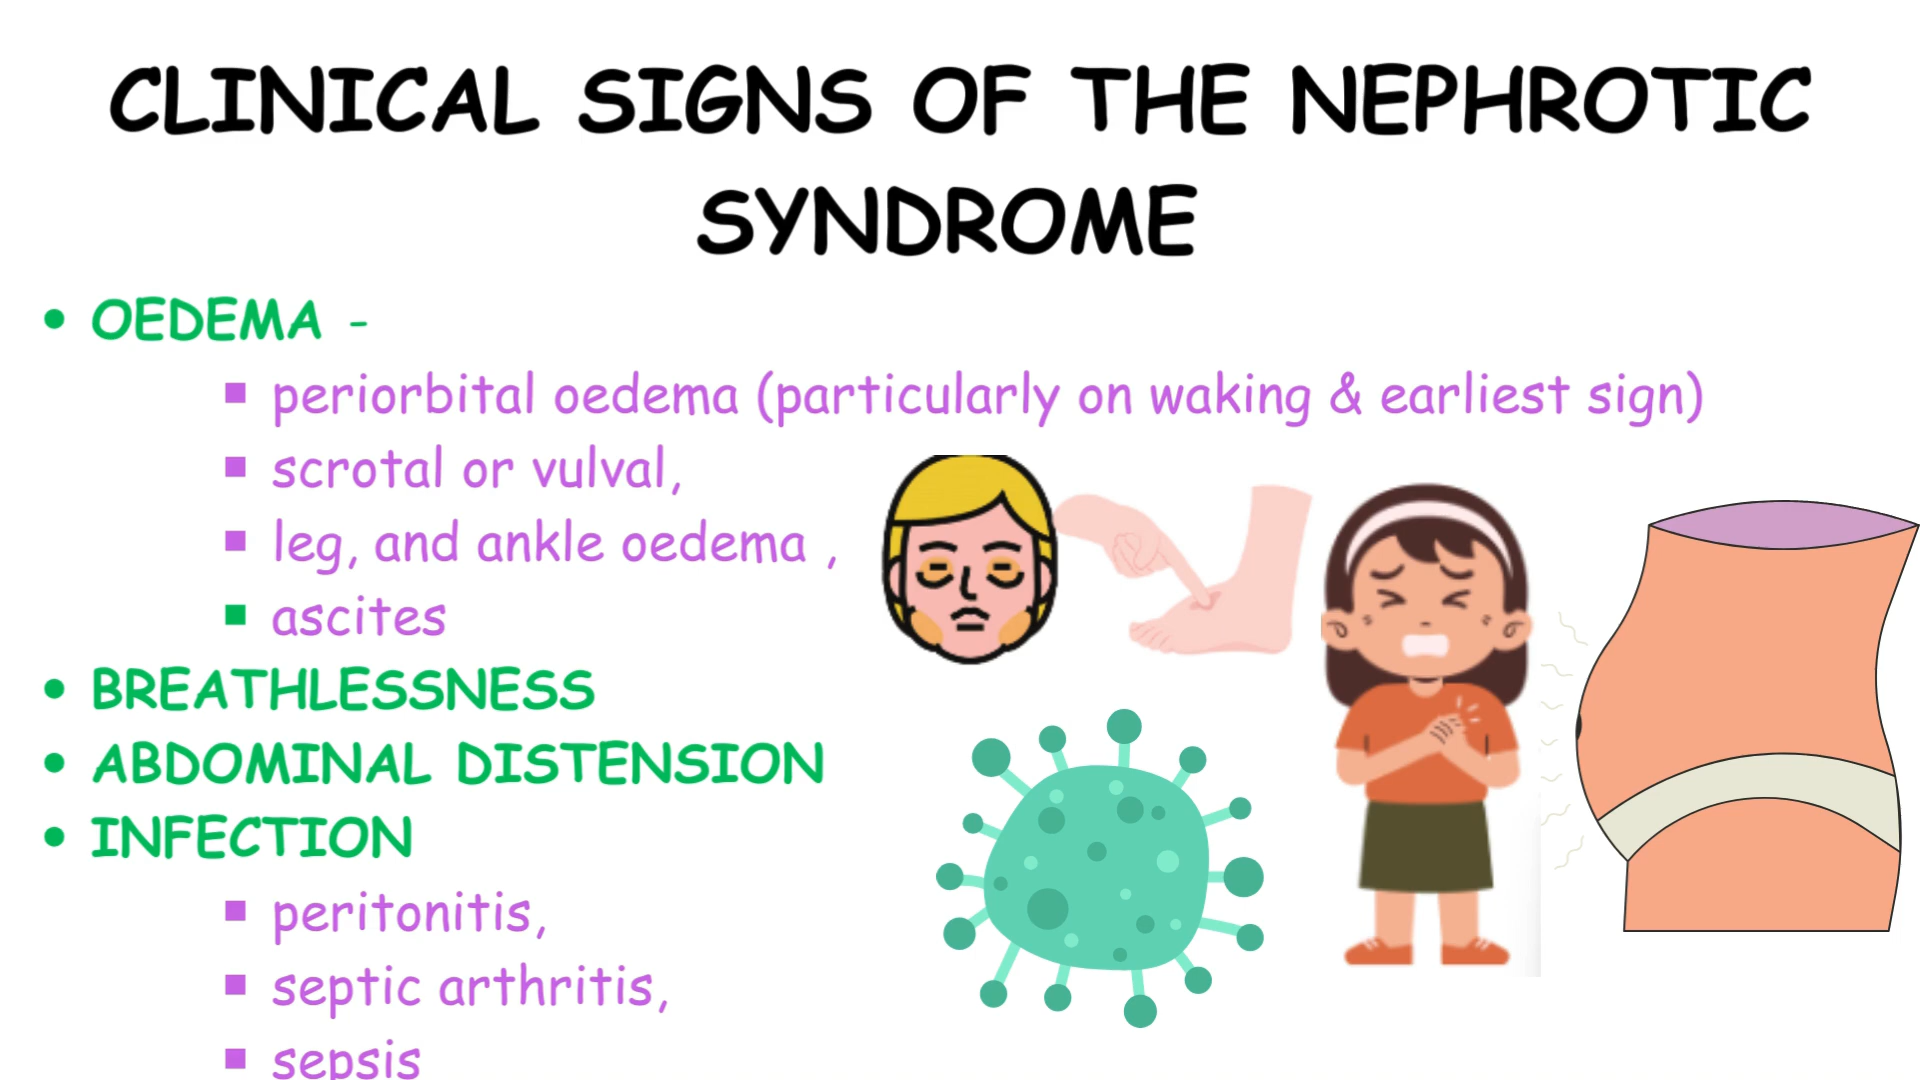 CLINICAL SIGNS OF THE NEPHROTIC
SYNDROME
• OEDEMA -
▪ periorbital oedema (particularly on waking & earliest sign)
▪ scrotal or vulval,
▪ leg, and ankle oedema ,
▪ ascites
• BREATHLESSNESS
• ABDOMINAL DISTENSION
• INFECTION
▪ peritonitis,
▪ septic arthritis,
▪ sepsis